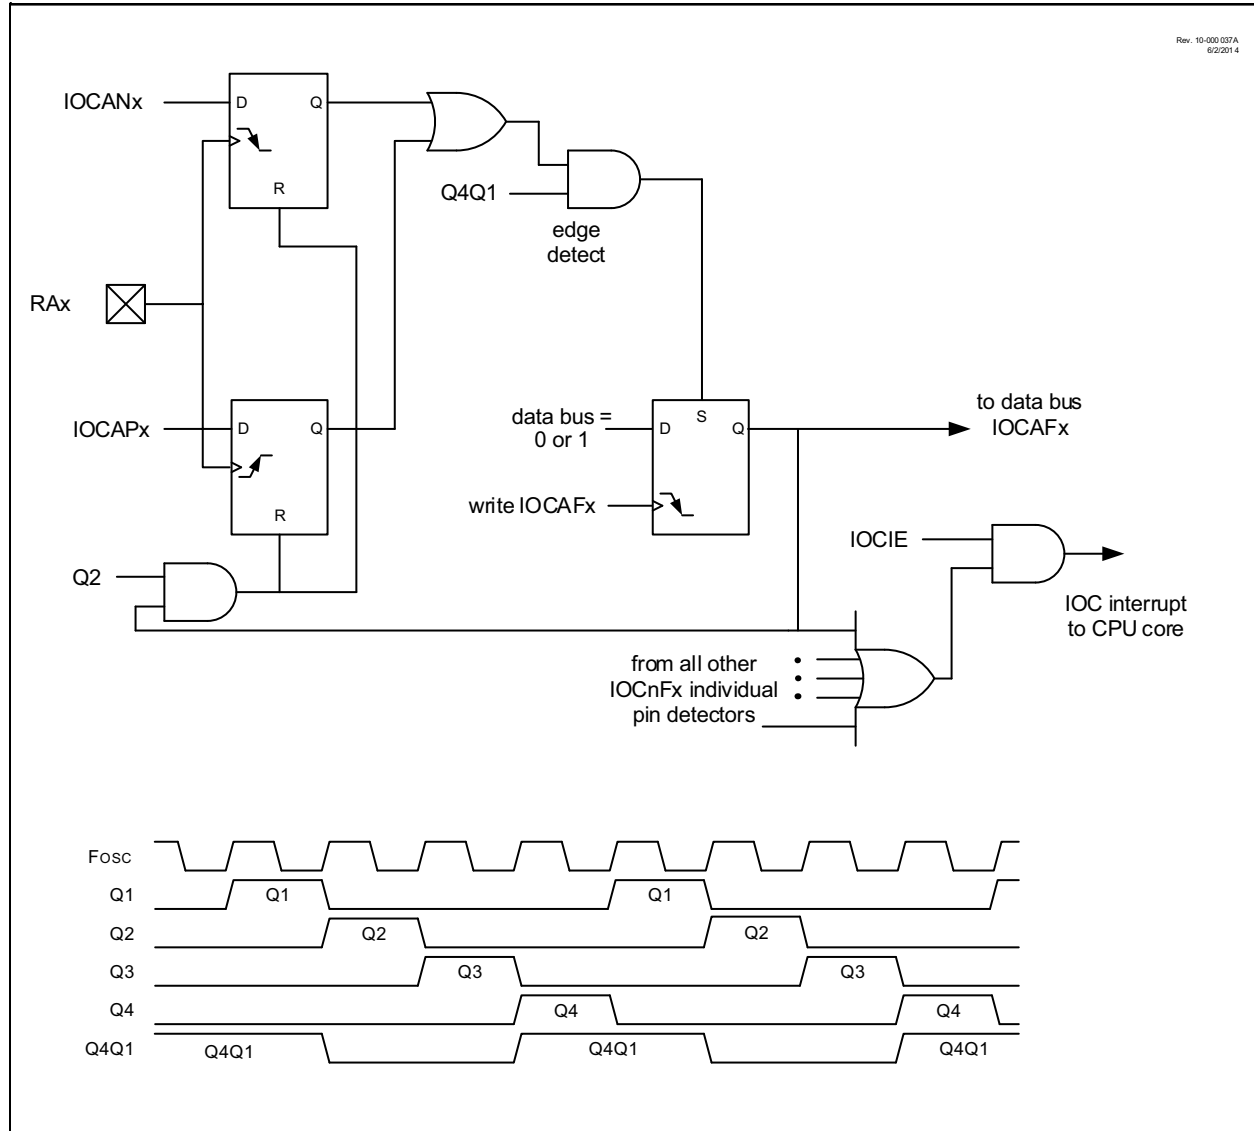 Rev. 10-000 037A
6/2/201 4
IOCANx
D
Q
R
Q4Q1
edge
detect
RAx
IOCAPx
D
Q
R
data bus =
0 or 1
S
D
Q
to data bus
IOCAFx
write IOCAFx
IOCIE
Q2
IOC interrupt
to CPU core
from all other
IOCnFx individual
pin detectors
FOSC
Q1
Q1
Q1
Q2
Q2
Q2
Q3
Q3
Q3
Q4
Q4
Q4
Q4Q1
Q4Q1
Q4Q1
Q4Q1